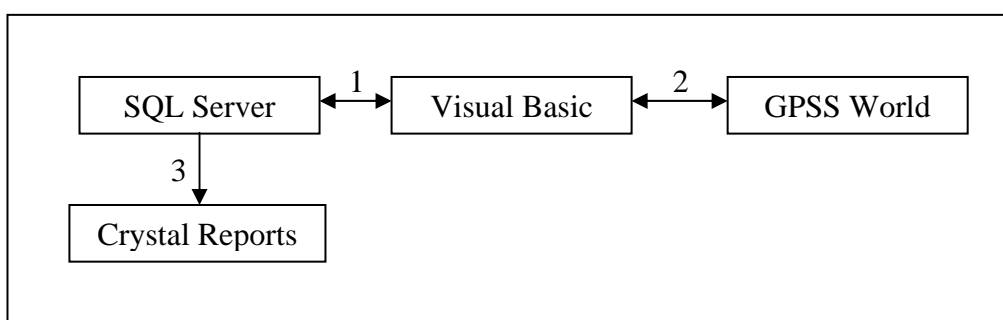 1
2
SQL Server
Visual Basic
GPSS World
3
Crystal Reports